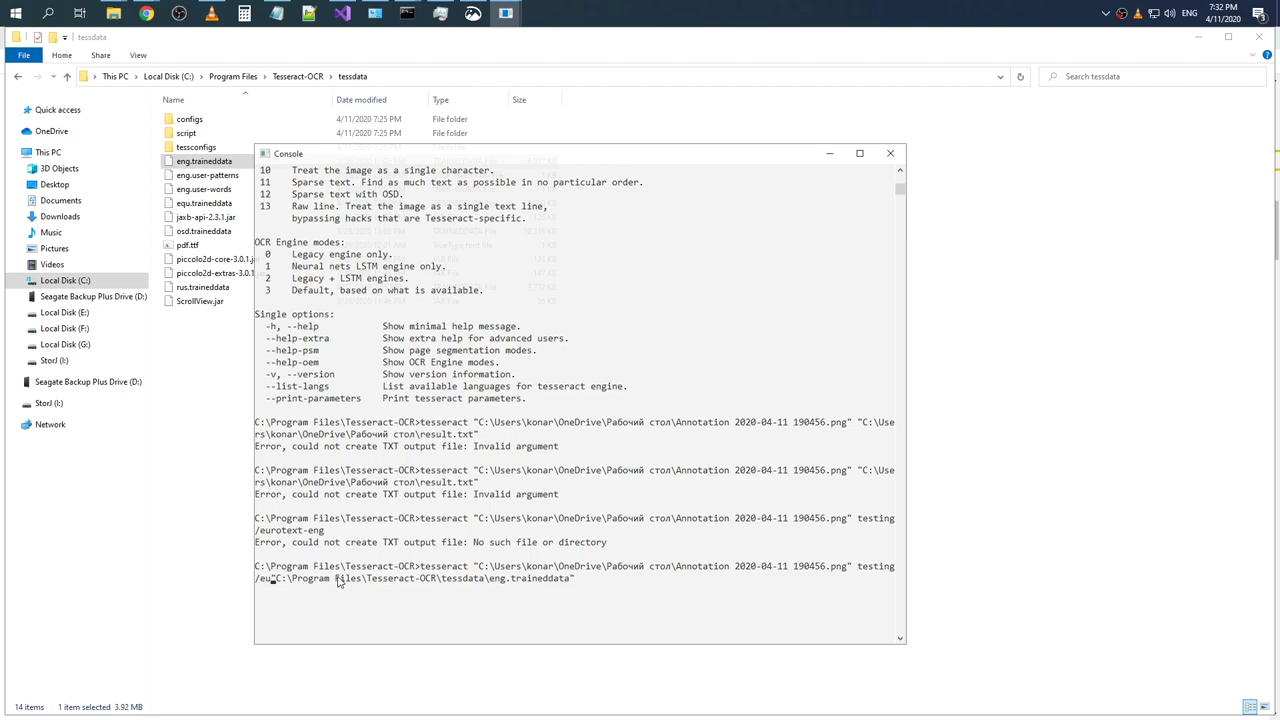 7:32 PM
ENG
4/11/2020
tessdata
File Home Share View
This PC Local Disk (C:) Program Files Tesseract-OCR tessdata
Search tessdata
Name Date modified Type Size
Quick access
OneDrive
This PC
3D Objects
Desktop
Documents
Downloads
Music
Pictures
Videos
Local Disk (C:)
Seagate Backup Plus Drive (D:)
Local Disk (E:)
Local Disk (F:)
Local Disk (G:)
StorJ (I:)
Seagate Backup Plus Drive (D:)
StorJ (I:)
Network
configs 4/11/2020 7:25 PM File folder
script 4/11/2020 7:25 PM File folder
tessconfigs 4/11/2020 7:25 PM File folder
eng.traineddata
eng.user-patterns
eng.user-words
equ.traineddata
jaxb-api-2.3.1.jar
osd.traineddata
pdf.ttf
piccolo2d-core-3.0.1.j
piccolo2d-extras-3.0.1
rus.traineddata
ScrollView.jar
Console
10 Treat the image as a single character.
11 Sparse text. Find as much text as possible in no particular order.
12 Sparse text with OSD.
13 Raw line. Treat the image as a single text line,
bypassing hacks that are Tesseract-specific.
OCR Engine modes:
0 Legacy engine only.
1 Neural nets LSTM engine only.
2 Legacy + LSTM engines.
3 Default, based on what is available.
Single options:
-h, --help Show minimal help message.
--help-extra Show extra help for advanced users.
--help-psm Show page segmentation modes.
--help-oem Show OCR Engine modes.
-v, --version Show version information.
--list-langs List available languages for tesseract engine.
--print-parameters Print tesseract parameters.
C:\Program Files\Tesseract-OCR>tesseract "C:\Users\konar\OneDrive\Рабочий стол\Annotation 2020-04-11 190456.png" "C:\Use
rs\konar\OneDrive\Рабочий стол\result.txt"
Error, could not create TXT output file: Invalid argument
C:\Program Files\Tesseract-OCR>tesseract "C:\Users\konar\OneDrive\Рабочий стол\Annotation 2020-04-11 190456.png" "C:\Use
rs\konar\OneDrive\Рабочий стол\result.txt"
Error, could not create TXT output file: Invalid argument
C:\Program Files\Tesseract-OCR>tesseract "C:\Users\konar\OneDrive\Рабочий стол\Annotation 2020-04-11 190456.png" testing
/eurotext-eng
Error, could not create TXT output file: No such file or directory
C:\Program Files\Tesseract-OCR>tesseract "C:\Users\konar\OneDrive\Рабочий стол\Annotation 2020-04-11 190456.png" testing
/eu"C:\Program Files\Tesseract-OCR\tessdata\eng.traineddata"
14 items 1 item selected 3.92 MB